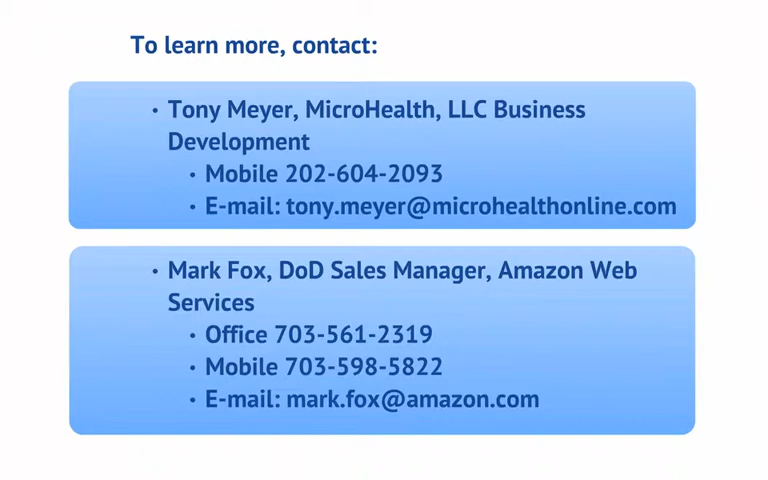 To learn more, contact:
• Tony Meyer, MicroHealth, LLC Business
Development
• Mobile 202-604-2093
• E-mail: tony.meyer@microhealthonline.com
• Mark Fox, DoD Sales Manager, Amazon Web
Services
• Office 703-561-2319
• Mobile 703-598-5822
• E-mail: mark.fox@amazon.com